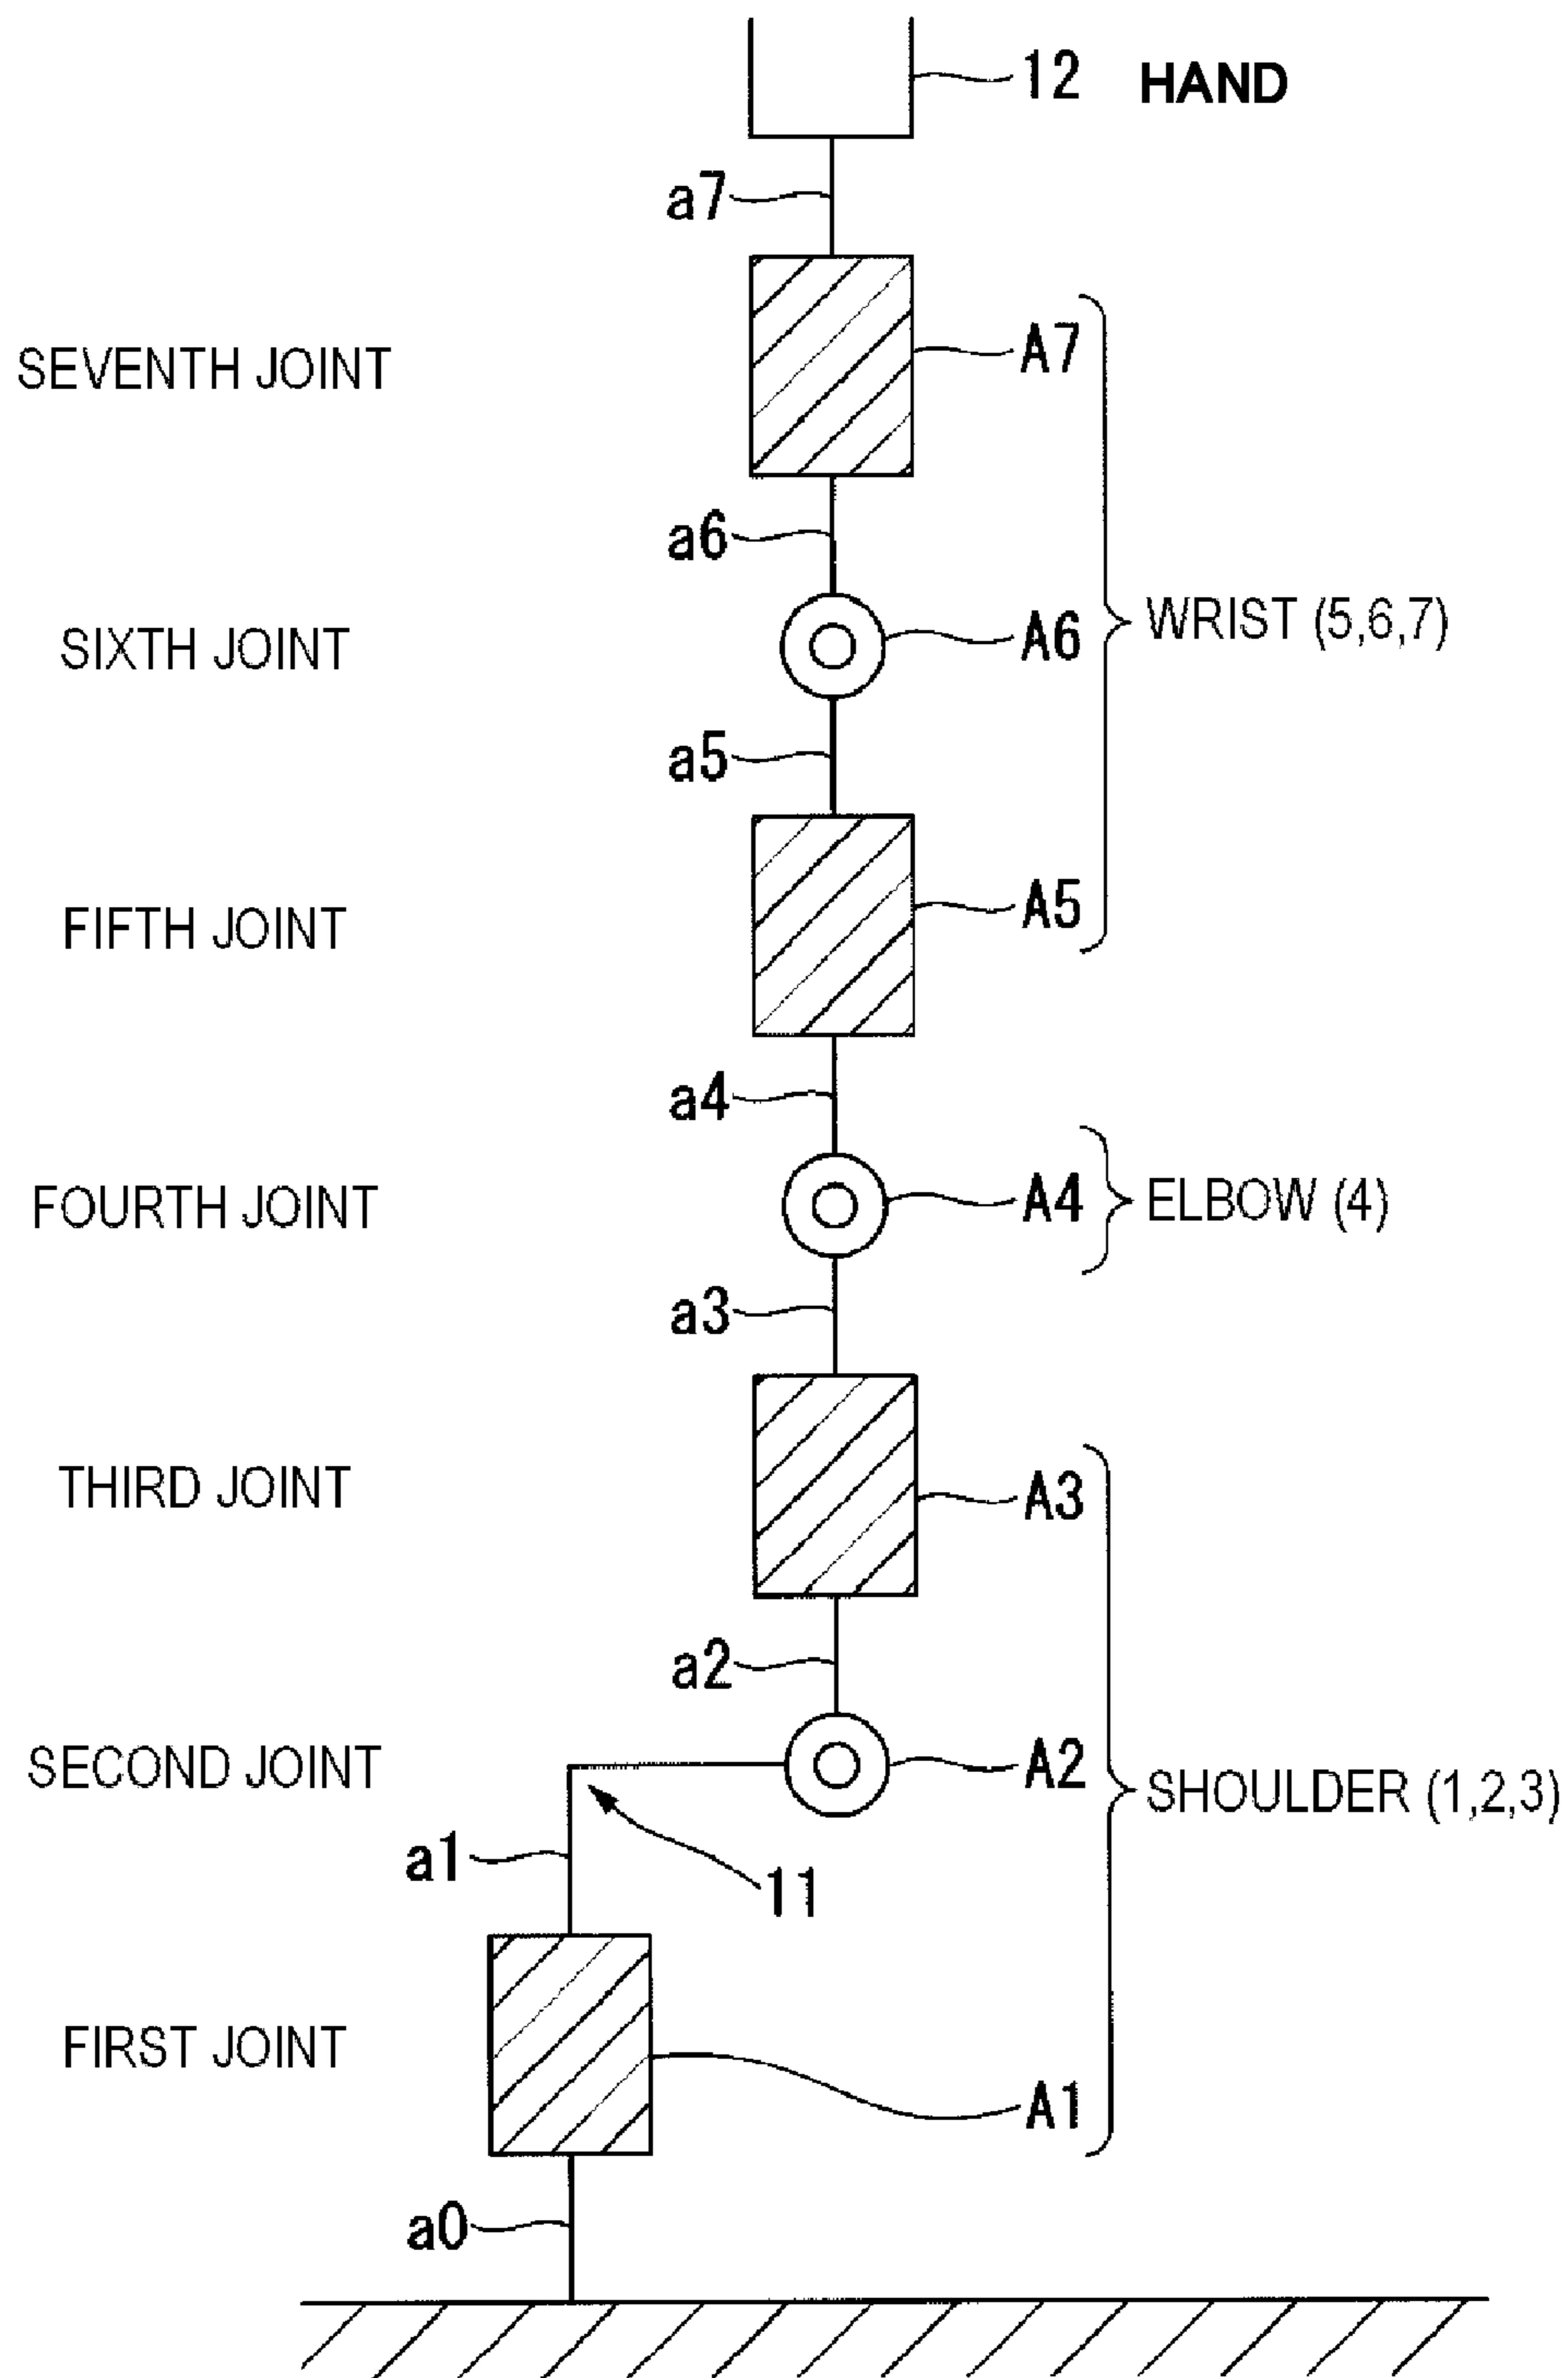 12 HAND
a7
SEVENTH JOINT A7
a6
SIXTH JOINT A6 WRIST (5,6,7)
a5
FIFTH JOINT A5
a4
FOURTH JOINT A4 ELBOW (4)
a3
THIRD JOINT A3
a2
SECOND JOINT A2 SHOULDER (1,2,3)
a1 11
FIRST JOINT A1
a0